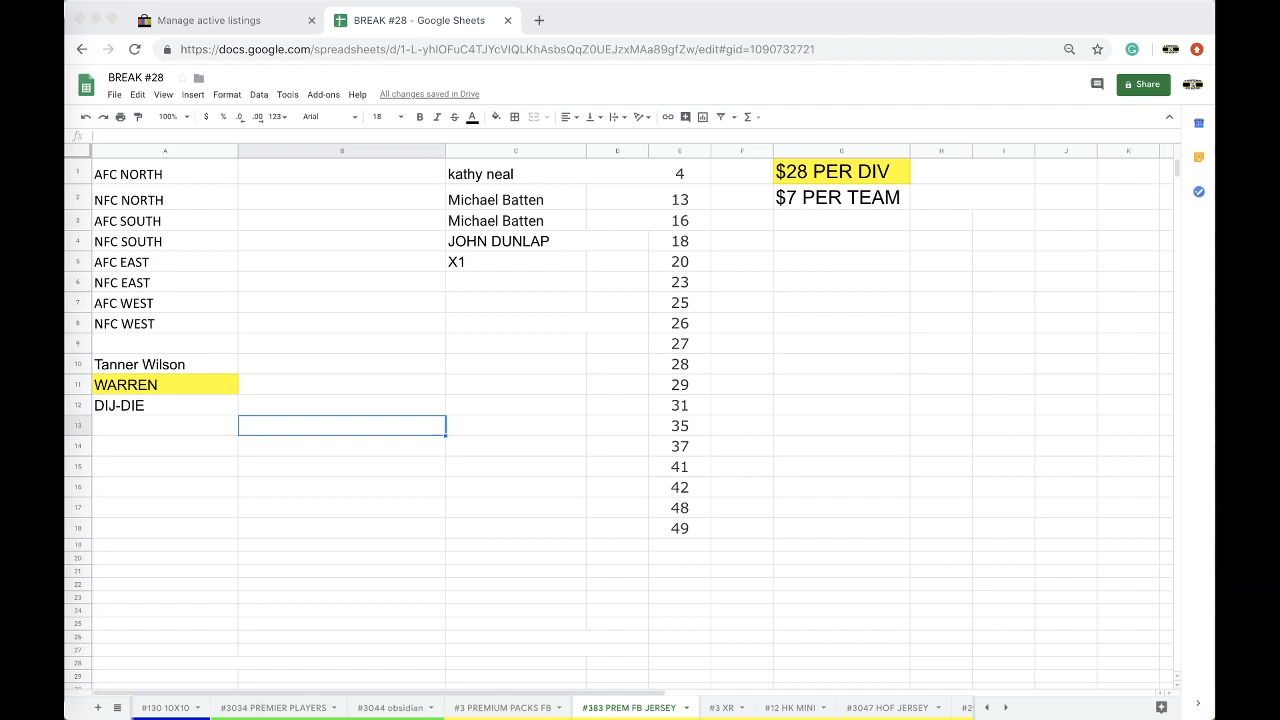 Manage active listings
BREAK #28 - Google Sheets
https://docs.google.com/spreadsheets/d/1-L-yhIOFuC4TJYcVIQLKhAsbsQqZ0UEJzxMAa89gfZw/edit#gid=1090732721
BREAK #28
File Edit View Insert Format Data Tools Add-ons Help All changes saved in Drive
Share
100% $ % .0 .00 123 Arial 18 B I S A
fx
A B C D E F G H I J K
1 AFC NORTH kathy neal 4 $28 PER DIV
2 NFC NORTH Michael Batten 13 $7 PER TEAM
3 AFC SOUTH Michael Batten 16
4 NFC SOUTH JOHN DUNLAP 18
5 AFC EAST X1 20
6 NFC EAST 23
7 AFC WEST 25
8 NFC WEST 26
9 27
10 Tanner Wilson 28
11 WARREN 29
12 DIJ-DIE 31
13 35
14 37
15 41
16 42
17 48
18 49
19
20
21
22
23
24
25
26
27
28
29
#130 10X10 #3034 PREMIER PLAYERS #3044 obsidian #8 PREMIUM PACKS FB #383 PREM FB JERSEY #3 XR #12 HK MINI #3047 HOF JERSEY